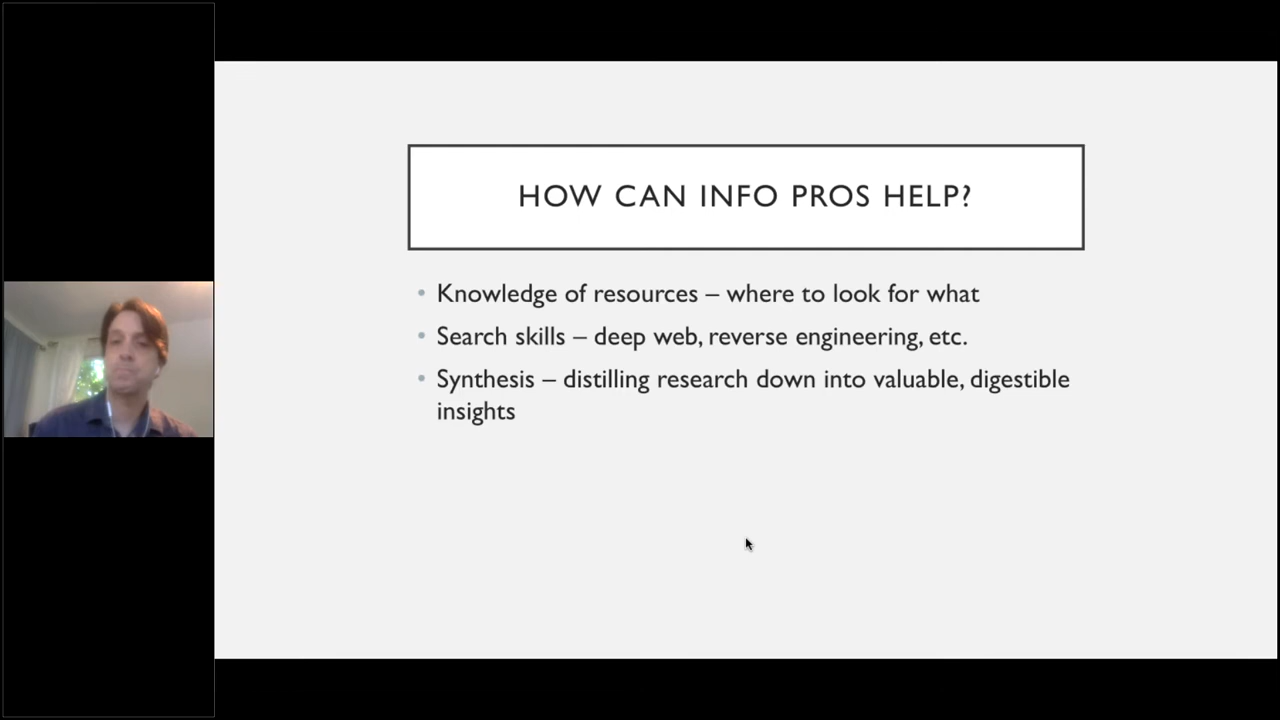 HOW CAN INFO PROS HELP?
• Knowledge of resources – where to look for what
• Search skills – deep web, reverse engineering, etc.
• Synthesis – distilling research down into valuable, digestible
insights